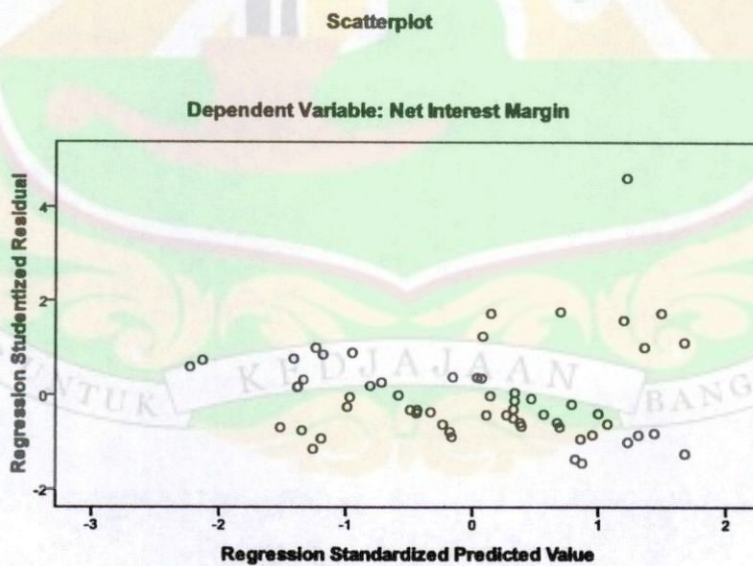 Scatterplot
Dependent Variable: Net Interest Margin
Regression Studentized Residual
4
2
0
-2
UNTUK
KEDJAJAAN
BANG
-3
-2
-1
0
1
2
Regression Standardized Predicted Value